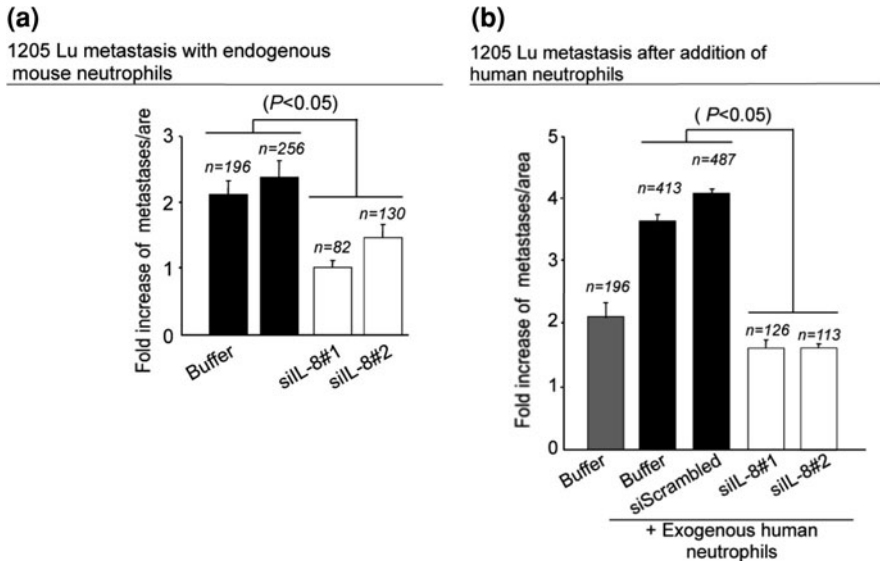 (a)
1205 Lu metastasis with endogenous
mouse neutrophils
Fold increase of metastases/are
3
2
1
0
(P<0.05)
n=196
n=256
n=82
n=130
Buffer
siIL-8#1
siIL-8#2
(b)
1205 Lu metastasis after addition of
human neutrophils
Fold increase of metastases/area
5
4
3
2
1
0
( P<0.05)
n=196
n=413
n=487
n=126
n=113
Buffer
Buffer
siScrambled
siIL-8#1
siIL-8#2
+ Exogenous human
neutrophils